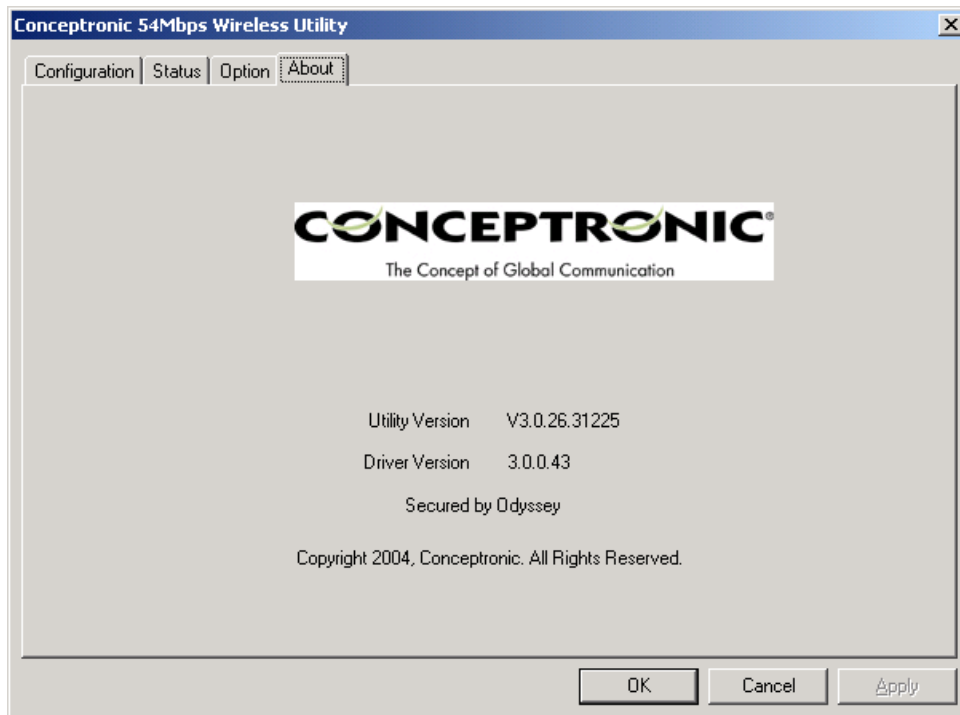 Conceptronic 54Mbps Wireless Utility
Configuration Status Option About
CONCEPTRONIC®
The Concept of Global Communication
Utility Version V3.0.26.31225
Driver Version 3.0.0.43
Secured by Odyssey
Copyright 2004, Conceptronic. All Rights Reserved.
OK Cancel Apply